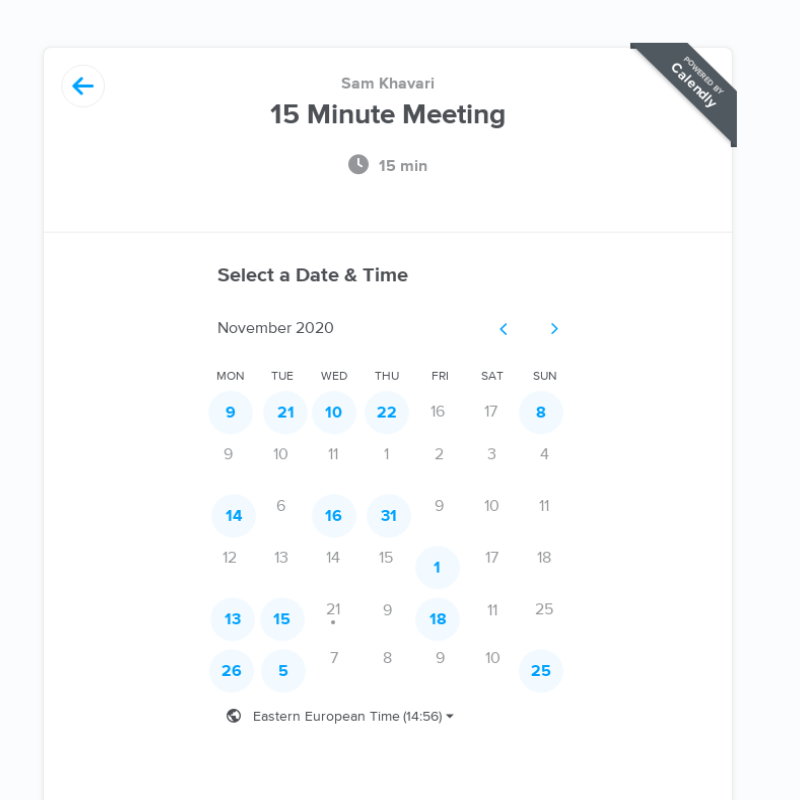 POWERED BY
Calendly
Sam Khavari
15 Minute Meeting
15 min
Select a Date & Time
November 2020
MON TUE WED THU FRI SAT SUN
9 21 10 22 16 17 8
9 10 11 1 2 3 4
14 6 16 31 9 10 11
12 13 14 15 1 17 18
13 15 21 9 18 11 25
26 5 7 8 9 10 25
Eastern European Time (14:56)